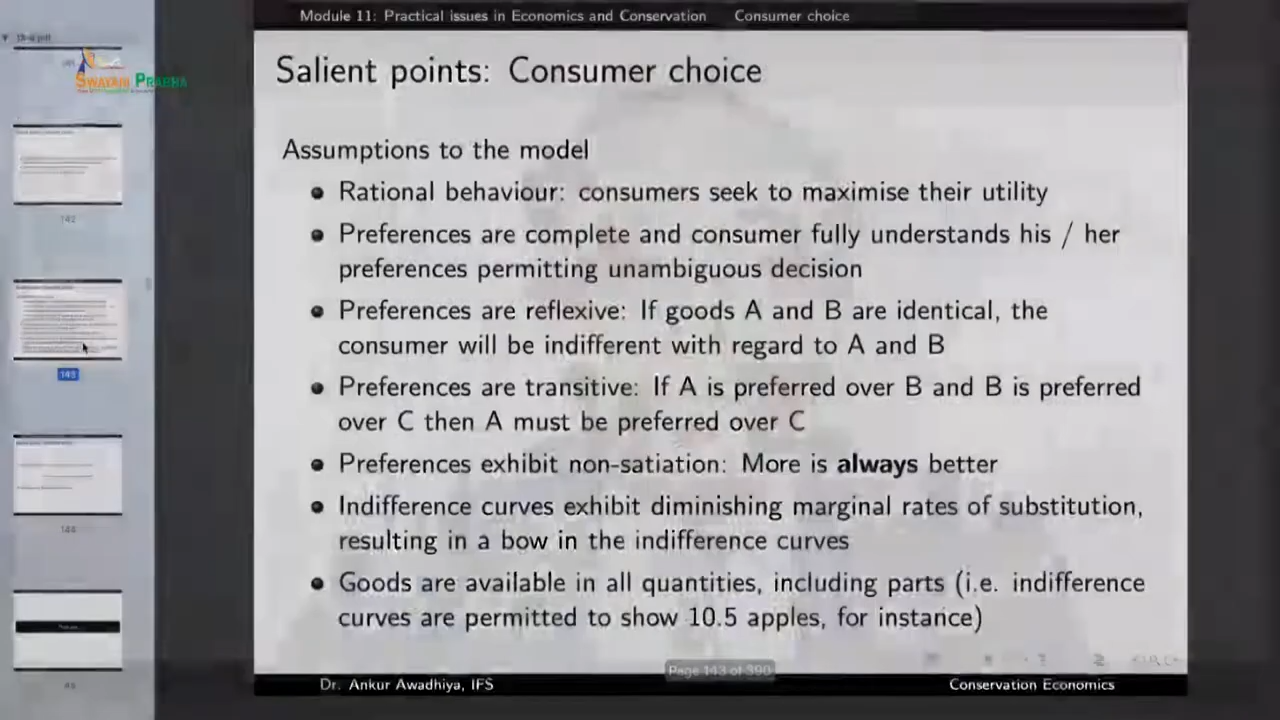 Module 11: Practical issues in Economics and Conservation Consumer choice
SWAYAM PRABHA
Salient points: Consumer choice
Assumptions to the model
Rational behaviour: consumers seek to maximise their utility
Preferences are complete and consumer fully understands his / her
preferences permitting unambiguous decision
Preferences are reflexive: If goods A and B are identical, the
consumer will be indifferent with regard to A and B
Preferences are transitive: If A is preferred over B and B is preferred
over C then A must be preferred over C
Preferences exhibit non-satiation: More is always better
Indifference curves exhibit diminishing marginal rates of substitution,
resulting in a bow in the indifference curves
Goods are available in all quantities, including parts (i.e. indifference
curves are permitted to show 10.5 apples, for instance)
Page 143 of 390
Dr. Ankur Awadhiya, IFS Conservation Economics
142
143
144